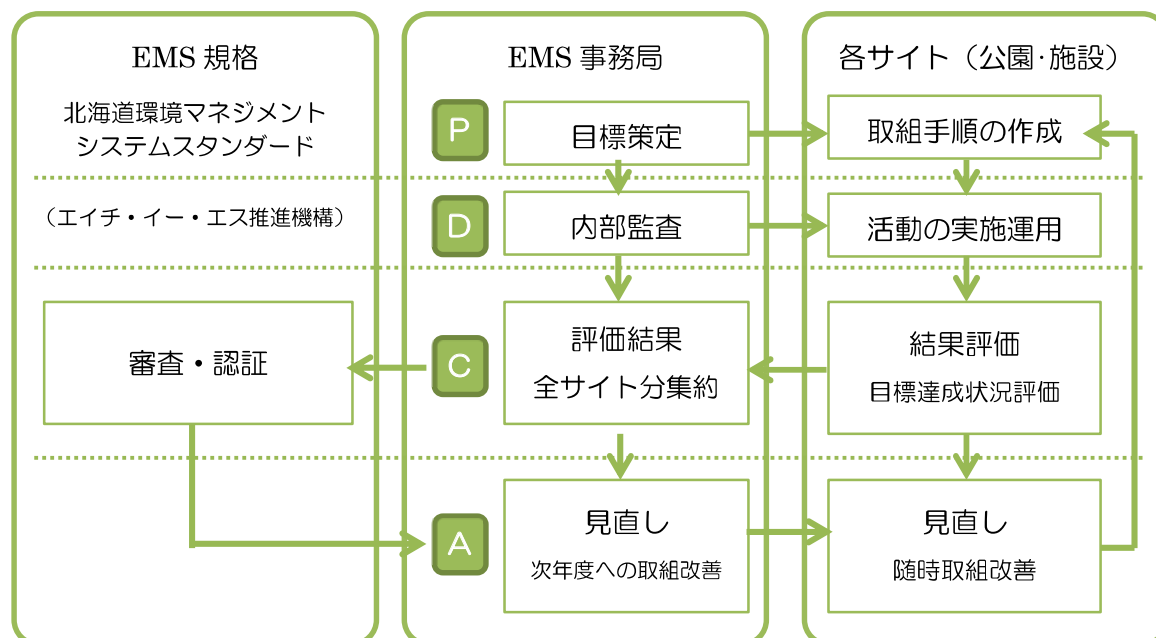 EMS 規格
北海道環境マネジメント
システムスタンダード
（エイチ・イー・エス推進機構）
審査・認証
EMS 事務局
P
目標策定
D
内部監査
C
評価結果
全サイト分集約
A
見直し
次年度への取組改善
各サイト（公園･施設）
取組手順の作成
活動の実施運用
結果評価
目標達成状況評価
見直し
随時取組改善